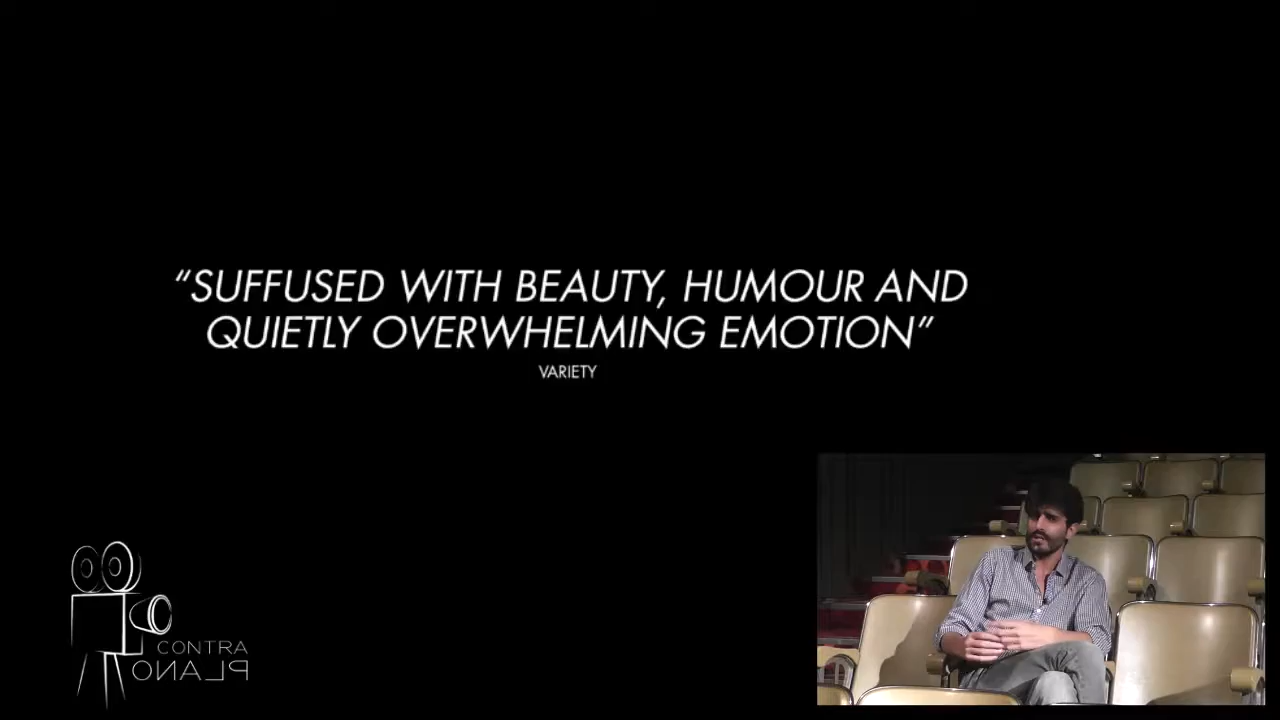 “SUFFUSED WITH BEAUTY, HUMOUR AND
QUIETLY OVERWHELMING EMOTION”
VARIETY
CONTRA
PLANO